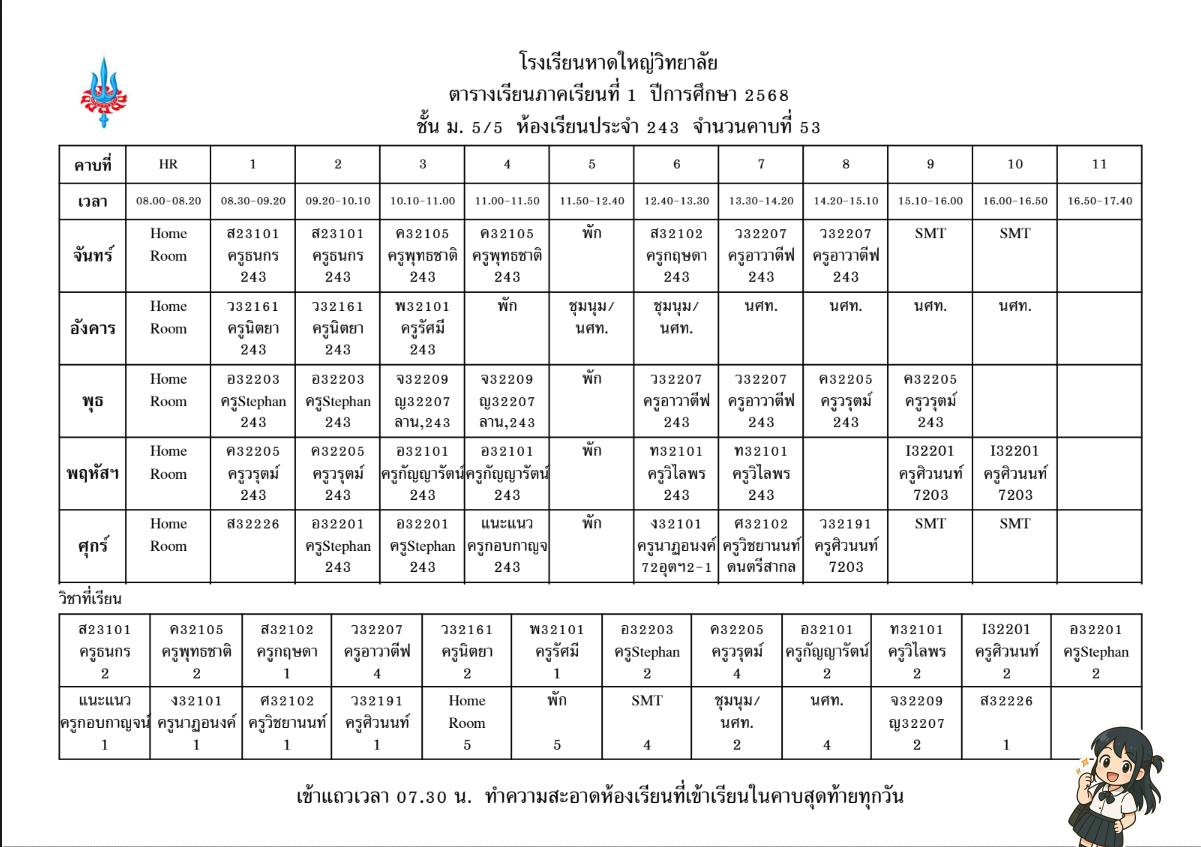 โรงเรียนหาดใหญ่วิทยาลัย
ตารางเรียนภาคเรียนที่ 1 ปีการศึกษา 2568
ชั้น ม. 5/5 ห้องเรียนประจำ 243 จำนวนคาบที่ 53
คาบที่ HR 1 2 3 4 5 6 7 8 9 10 11
เวลา 08.00-08.20 08.30-09.20 09.20-10.10 10.10-11.00 11.00-11.50 11.50-12.40 12.40-13.30 13.30-14.20 14.20-15.10 15.10-16.00 16.00-16.50 16.50-17.40
Home ส23101 ส23101 ค32105 ค32105 พัก ส32102 ว32207 ว32207 SMT SMT
จันทร์ Room ครูธนกร ครูธนกร ครูพุทธชาติ ครูพุทธชาติ ครูกฤษดา ครูอาวาตีฟ ครูอาวาตีฟ
243 243 243 243 243 243 243
Home ว32161 ว32161 พ32101 พัก ชุมนุม/ ชุมนุม/ นศท. นศท. นศท. นศท.
อังคาร Room ครูนิตยา ครูนิตยา ครูรัศมี นศท. นศท.
243 243 243
Home อ32203 อ32203 จ32209 จ32209 พัก ว32207 ว32207 ค32205 ค32205
พุธ Room ครูStephan ครูStephan ญ32207 ญ32207 ครูอาวาตีฟ ครูอาวาตีฟ ครูวรุตม์ ครูวรุตม์
243 243 ลาน,243 ลาน,243 243 243 243 243
Home ค32205 ค32205 อ32101 อ32101 พัก ท32101 ท32101 I32201 I32201
พฤหัสฯ Room ครูวรุตม์ ครูวรุตม์ ครูกัญญารัตน์ ครูกัญญารัตน์ ครูวิไลพร ครูวิไลพร ครูศิวนนท์ ครูศิวนนท์
243 243 243 243 243 243 7203 7203
Home ส32226 อ32201 อ32201 แนะแนว พัก ง32101 ศ32102 ว32191 SMT SMT
ศุกร์ Room ครูStephan ครูStephan ครูกอบกาญจ ครูนาฏอนงค์ ครูวิชยานนท์ ครูศิวนนท์
243 243 243 72อุตฯ2-1 ดนตรีสากล 7203
วิชาที่เรียน
ส23101 ค32105 ส32102 ว32207 ว32161 พ32101 อ32203 ค32205 อ32101 ท32101 I32201 อ32201
ครูธนกร ครูพุทธชาติ ครูกฤษดา ครูอาวาตีฟ ครูนิตยา ครูรัศมี ครูStephan ครูวรุตม์ ครูกัญญารัตน์ ครูวิไลพร ครูศิวนนท์ ครูStephan
2 2 1 4 2 1 2 4 2 2 2 2
แนะแนว ง32101 ศ32102 ว32191 Home พัก SMT ชุมนุม/ นศท. จ32209 ส32226
ครูกอบกาญจน์ ครูนาฏอนงค์ ครูวิชยานนท์ ครูศิวนนท์ Room นศท. ญ32207
1 1 1 1 5 5 4 2 4 2 1
เข้าแถวเวลา 07.30 น. ทำความสะอาดห้องเรียนที่เข้าเรียนในคาบสุดท้ายทุกวัน